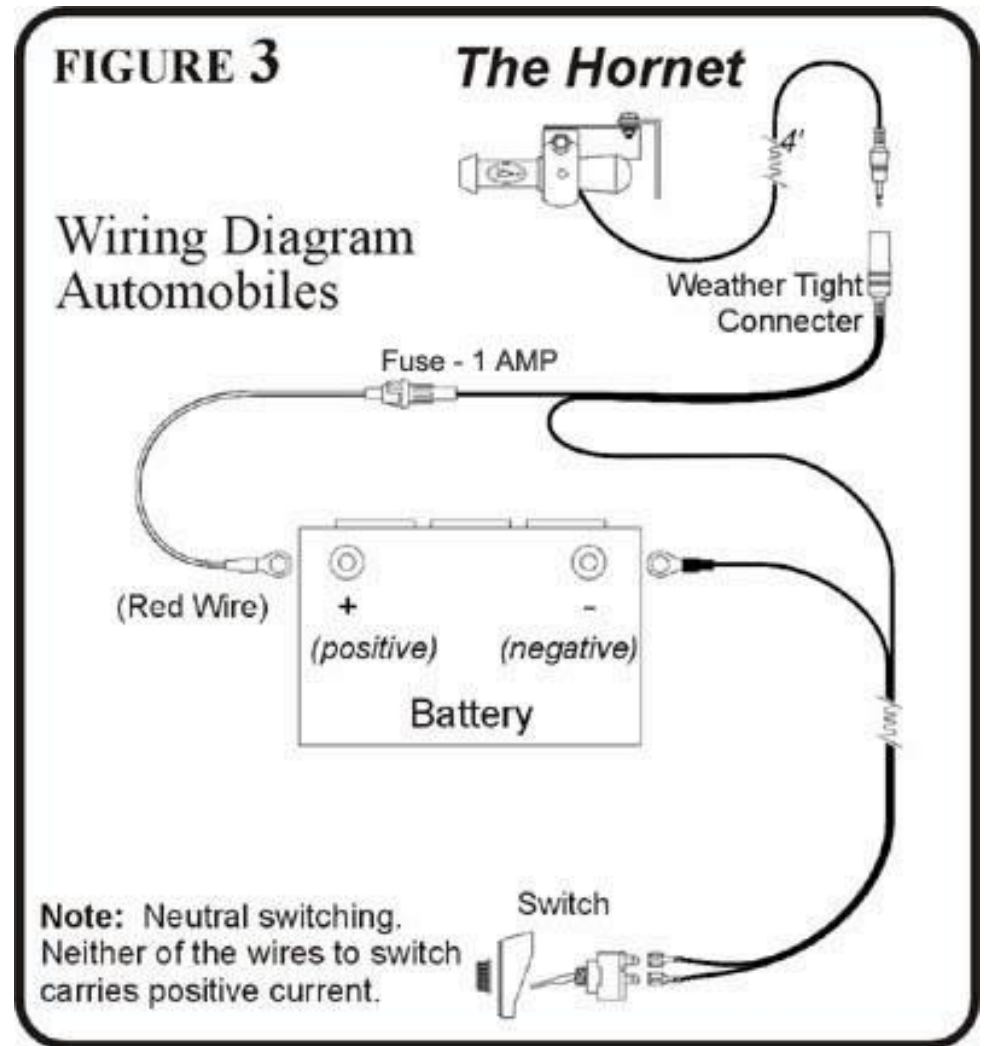 FIGURE 3
The Hornet
4'
Wiring Diagram
Automobiles
Weather Tight
Connecter
Fuse - 1 AMP
(Red Wire)
+
-
(positive)
(negative)
Battery
Switch
Note: Neutral switching.
Neither of the wires to switch
carries positive current.